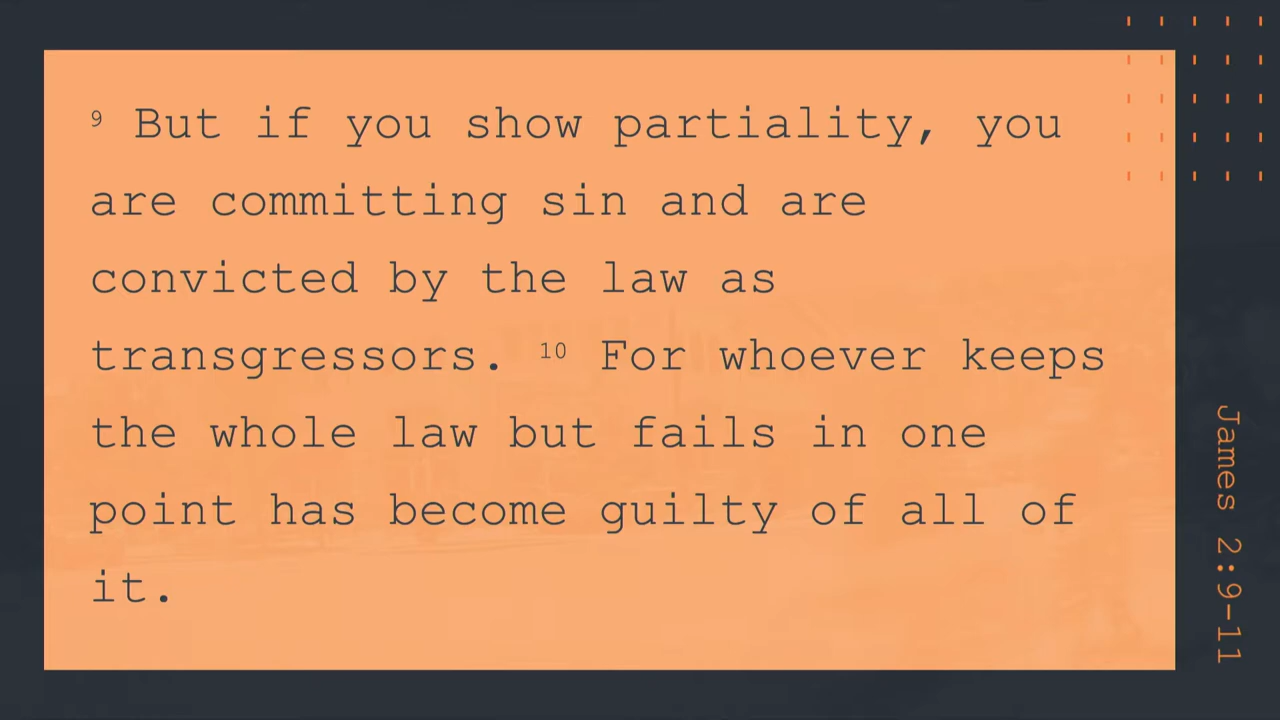 9 But if you show partiality, you
are committing sin and are
convicted by the law as
transgressors. 10 For whoever keeps
the whole law but fails in one
point has become guilty of all of
it.
James 2:9-11